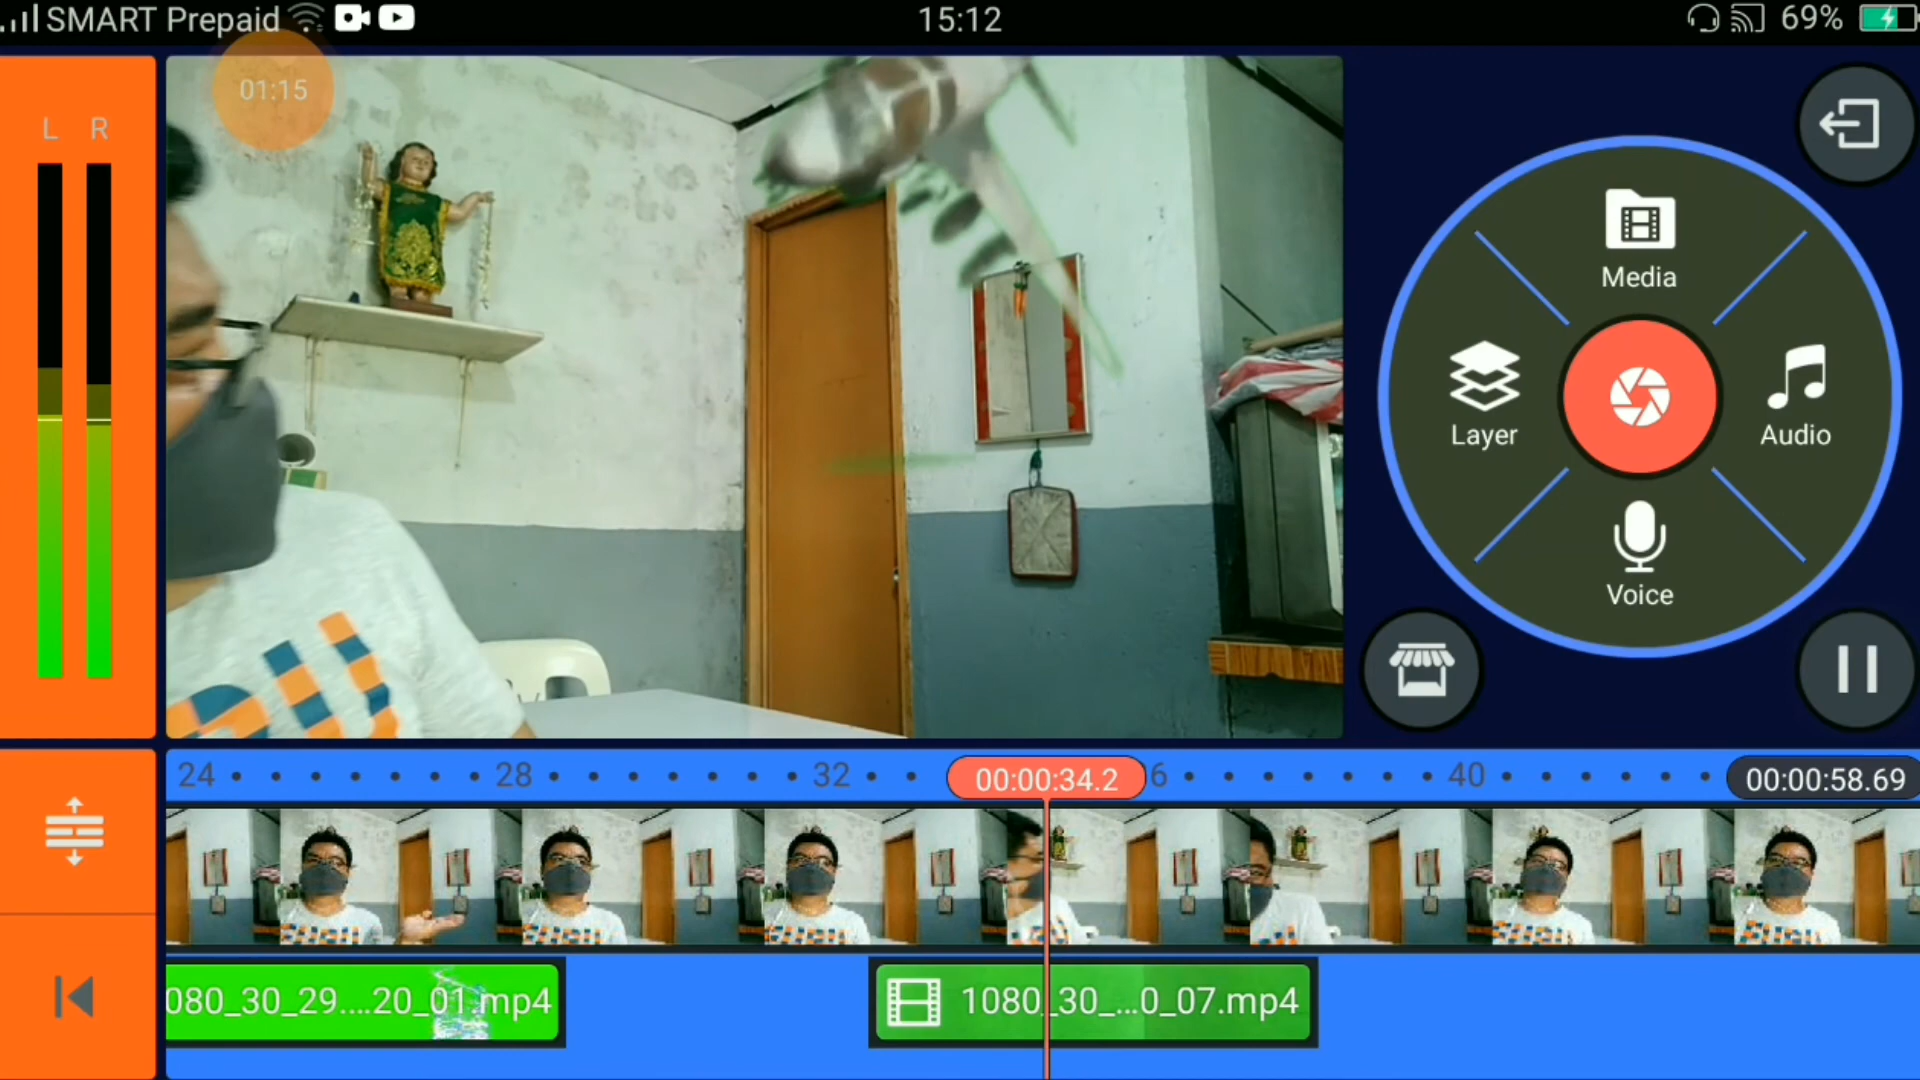 SMART Prepaid
15:12
69%
01:15
L R
Media
Layer
Audio
Voice
24
28
32
00:00:34.2
6
40
00:00:58.69
080_30_29....20_01.mp4
1080_30_...0_07.mp4